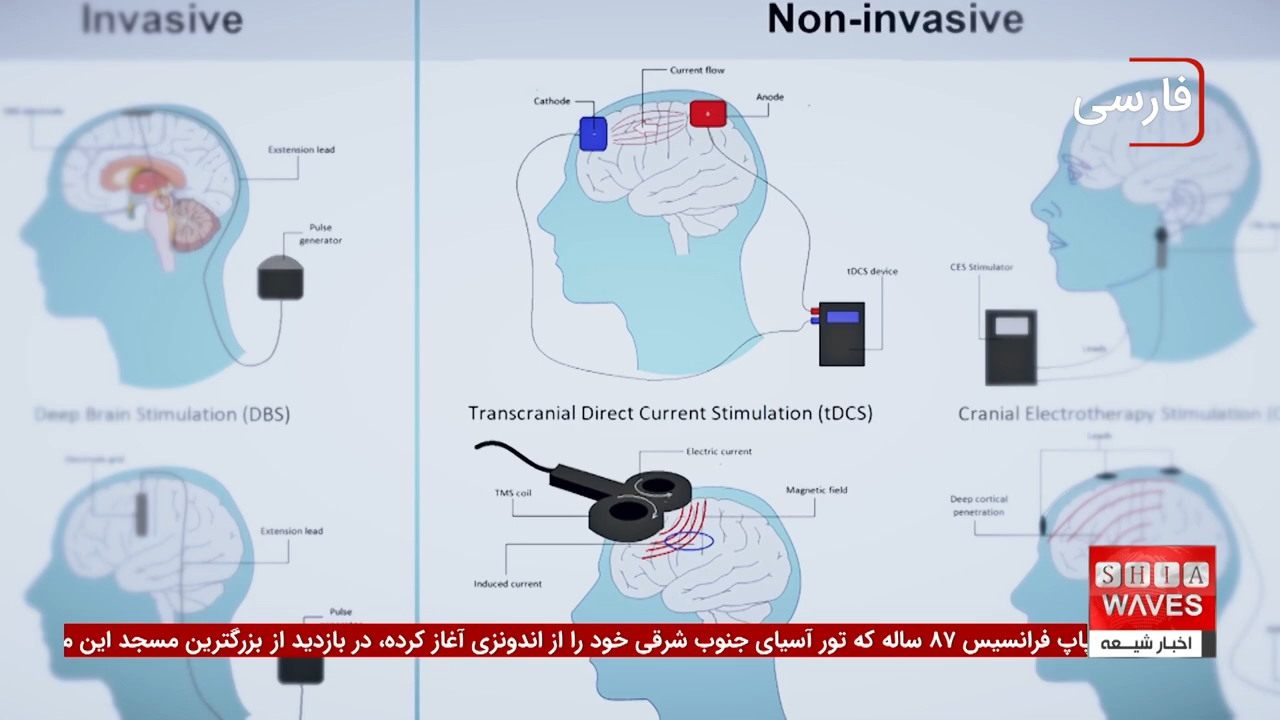 Invasive
Non-invasive
فارسی
Current flow
Cathode
Anode
Exstension lead
Pulse
generator
tDCS device
CES Stimulator
Leads
Deep Brain Stimulation (DBS)
Transcranial Direct Current Stimulation (tDCS)
Cranial Electrotherapy Stimulation
Leads
Electric current
TMS coil
Magnetic field
Deep cortical
penetration
Extension lead
Induced current
Pulse
SHIA
WAVES
اخبار شیعه
پاپ فرانسیس ۸۷ ساله که تور آسیای جنوب شرقی خود را از اندونزی آغاز کرده، در بازدید از بزرگترین مسجد این م